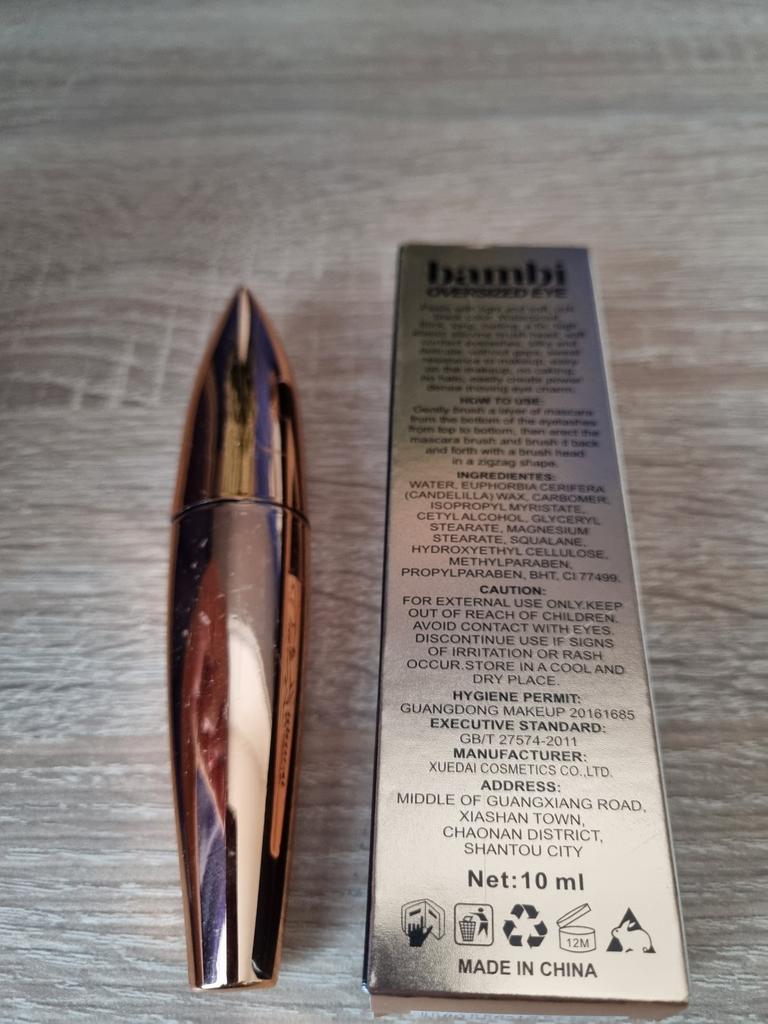 bambi
OVERSIZED EYE
HOW TO USE:
Gently Brush a layer of mascara
from the bottom of the eyelashes
from top to bottom, then erect the
mascara brush and brush it back
and forth with a brush head
in a zigzag shape.
INGREDIENTES:
WATER, EUPHORBIA CERIFERA
(CANDELILLA) WAX, CARBOMER,
ISOPROPYL MYRISTATE,
CETYL ALCOHOL, GLYCERYL
STEARATE, MAGNESIUM
STEARATE, SQUALANE,
HYDROXYETHYL CELLULOSE,
METHYLPARABEN,
PROPYLPARABEN, BHT, CI 77499.
CAUTION:
FOR EXTERNAL USE ONLY.KEEP
OUT OF REACH OF CHILDREN.
AVOID CONTACT WITH EYES.
DISCONTINUE USE IF SIGNS
OF IRRITATION OR RASH
OCCUR.STORE IN A COOL AND
DRY PLACE.
HYGIENE PERMIT:
GUANGDONG MAKEUP 20161685
EXECUTIVE STANDARD:
GB/T 27574-2011
MANUFACTURER:
XUEDAI COSMETICS CO.,LTD.
ADDRESS:
MIDDLE OF GUANGXIANG ROAD,
XIASHAN TOWN,
CHAONAN DISTRICT,
SHANTOU CITY
Net:10 ml
12M
MADE IN CHINA